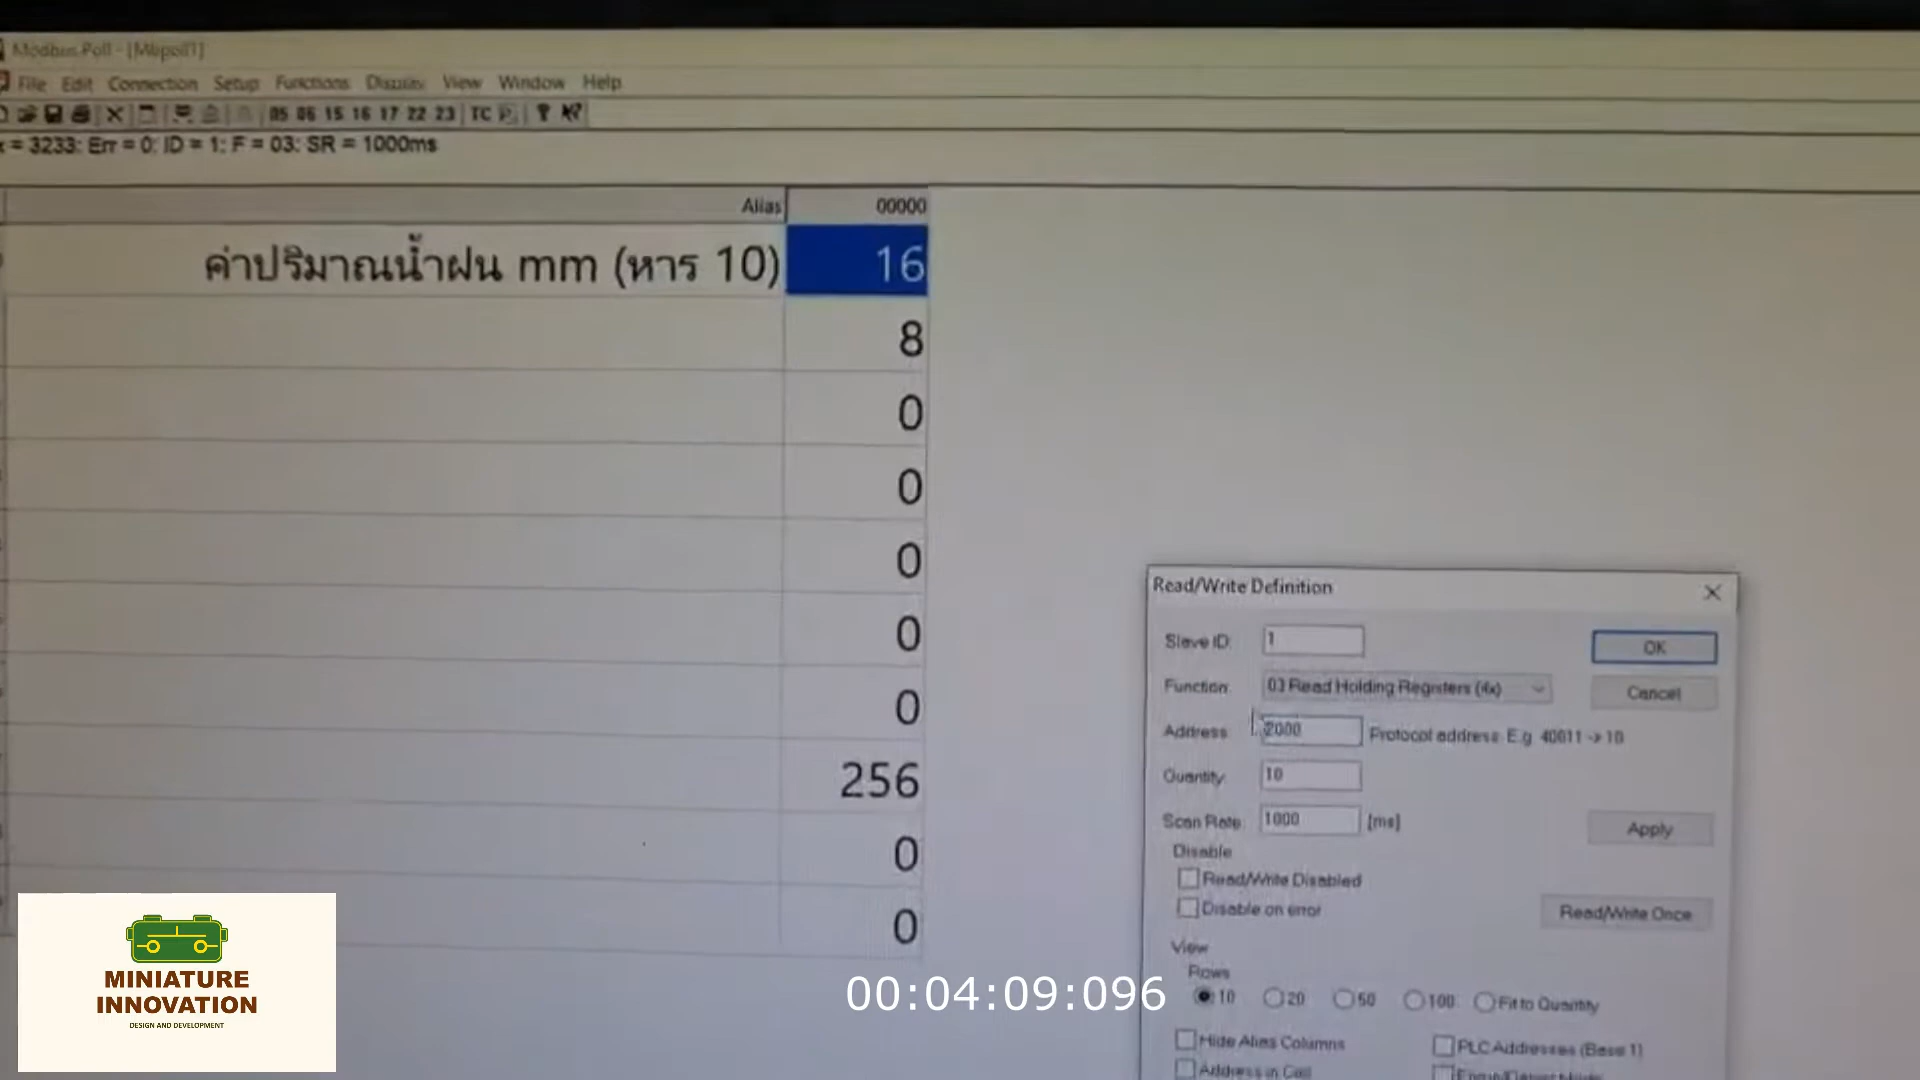 Modbus Poll - [Mbpoll1]
File Edit Connection Setup Functions Display View Window Help
05 06 15 16 17 22 23 TC
= 3233: Err = 0: ID = 1: F = 03: SR = 1000ms
Alias 00000
ค่าปริมาณน้ำฝน mm (หาร 10) 16
8
0
0
0
0
0
256
0
0
Read/Write Definition
Slave ID: 1 OK
Function: 03 Read Holding Registers (4x) Cancel
Address: 2000 Protocol address. E.g. 40011 -> 10
Quantity: 10
Scan Rate: 1000 [ms] Apply
Disable
Read/Write Disabled
Disable on error Read/Write Once
View
Rows
10 20 50 100 Fit to Quantity
Hide Alias Columns PLC Addresses (Base 1)
Address in Cell
00:04:09:096
MINIATURE
INNOVATION
DESIGN AND DEVELOPMENT